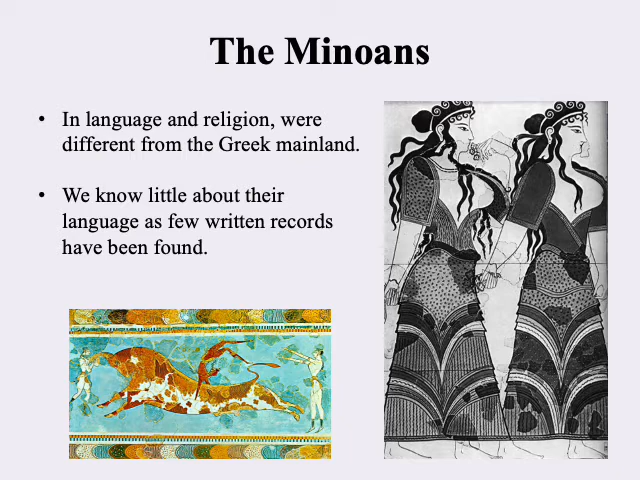 The Minoans
• In language and religion, were
different from the Greek mainland.
• We know little about their
language as few written records
have been found.